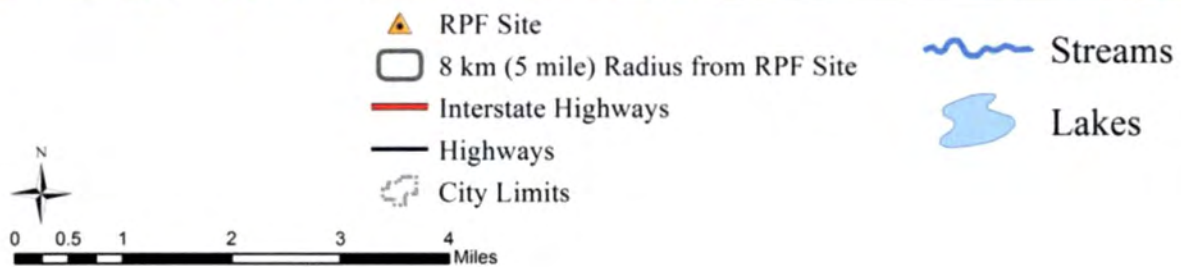 RPF Site
8 km (5 mile) Radius from RPF Site
Interstate Highways
Highways
City Limits
Streams
Lakes
N
0 0.5 1 2 3 4
Miles